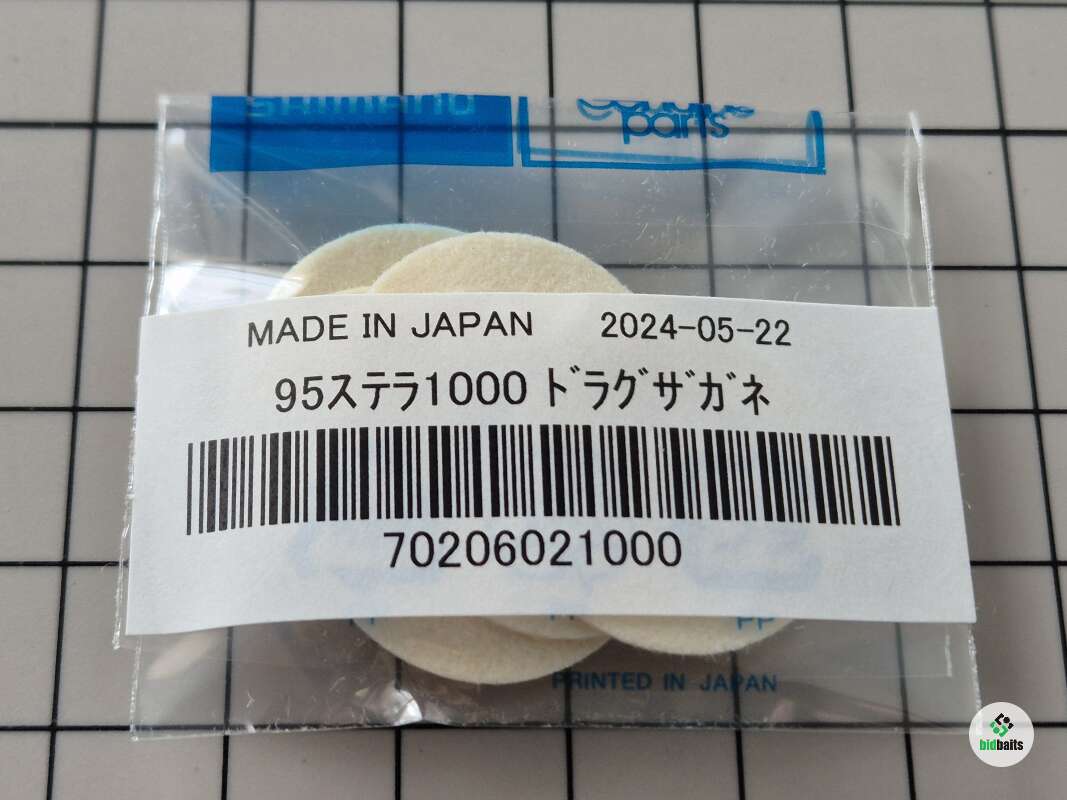 SHIMANO
parts
MADE IN JAPAN 2024-05-22
95ステラ1000 ドラグザガネ
70206021000
PP
PRINTED IN JAPAN
bidbaits